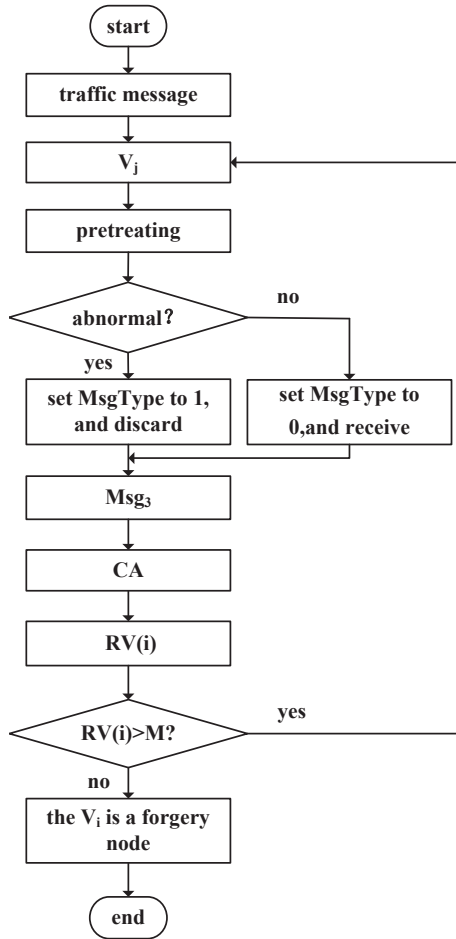 start
traffic message
Vj
pretreating
abnormal?
no
yes
set MsgType to 1,
and discard
set MsgType to
0,and receive
Msg3
CA
RV(i)
RV(i)>M?
yes
no
the Vi is a forgery
node
end